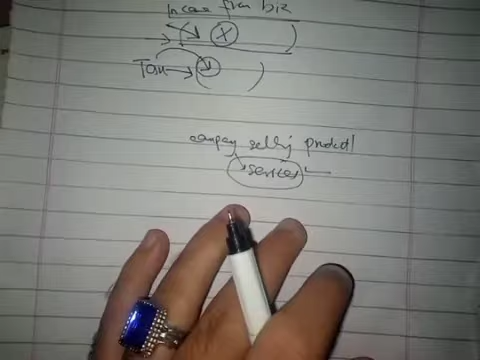 Income from biz
X
Tax
company selling product
services